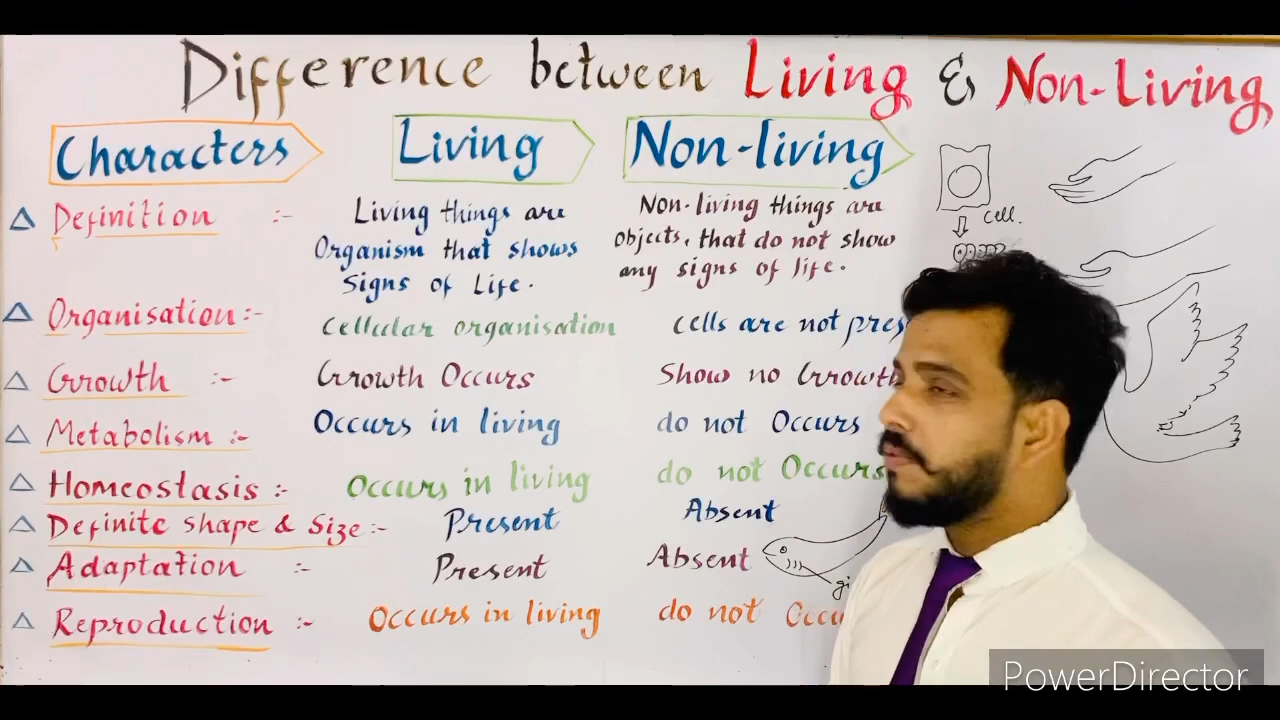 Difference between Living & Non-Living
Characters Living Non-living
Definition :- Living things are Organism that shows Signs of Life. Non-living things are objects, that do not show any signs of life.
Organisation:- Cellular organisation Cells are not
Growth :- Growth Occurs Show no Growth
Metabolism :- Occurs in living do not Occurs
Homeostasis :- Occurs in living do not Occurs
Definite shape & Size:- Present Absent
Adaptation :- Present Absent
Reproduction :- Occurs in living do not
Cell.
PowerDirector